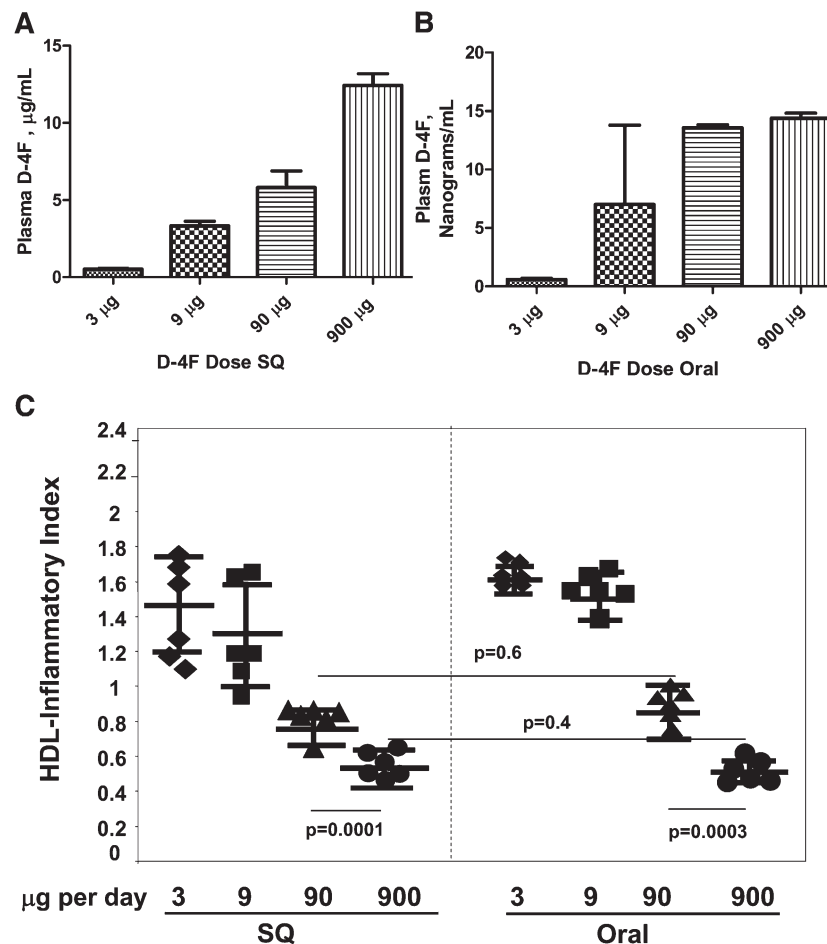 A
15
10
5
0
Plasma D-4F , μg/mL
3 μg
9 μg
90 μg
900 μg
D-4F Dose SQ
B
20
15
10
5
0
Plasm D-4F,
Nanograms/mL
3 μg
9 μg
90 μg
900 μg
D-4F Dose Oral
C
HDL-Inflammatory Index
2.4
2.2
2
1.8
1.6
1.4
1.2
1
0.8
0.6
0.4
0.2
0
p=0.6
p=0.4
p=0.0001
p=0.0003
μg per day 3 9 90 900 3 9 90 900
SQ Oral